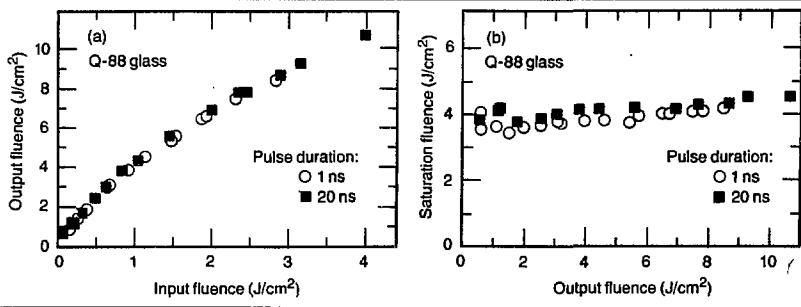 (a)
Q-88 glass
Output fluence (J/cm²)
10
8
6
4
2
0
Pulse duration:
1 ns
20 ns
0
1
2
3
4
Input fluence (J/cm²)
(b)
Q-88 glass
Saturation fluence (J/cm²)
6
4
2
0
Pulse duration:
1 ns
20 ns
0
2
4
6
8
10
Output fluence (J/cm²)